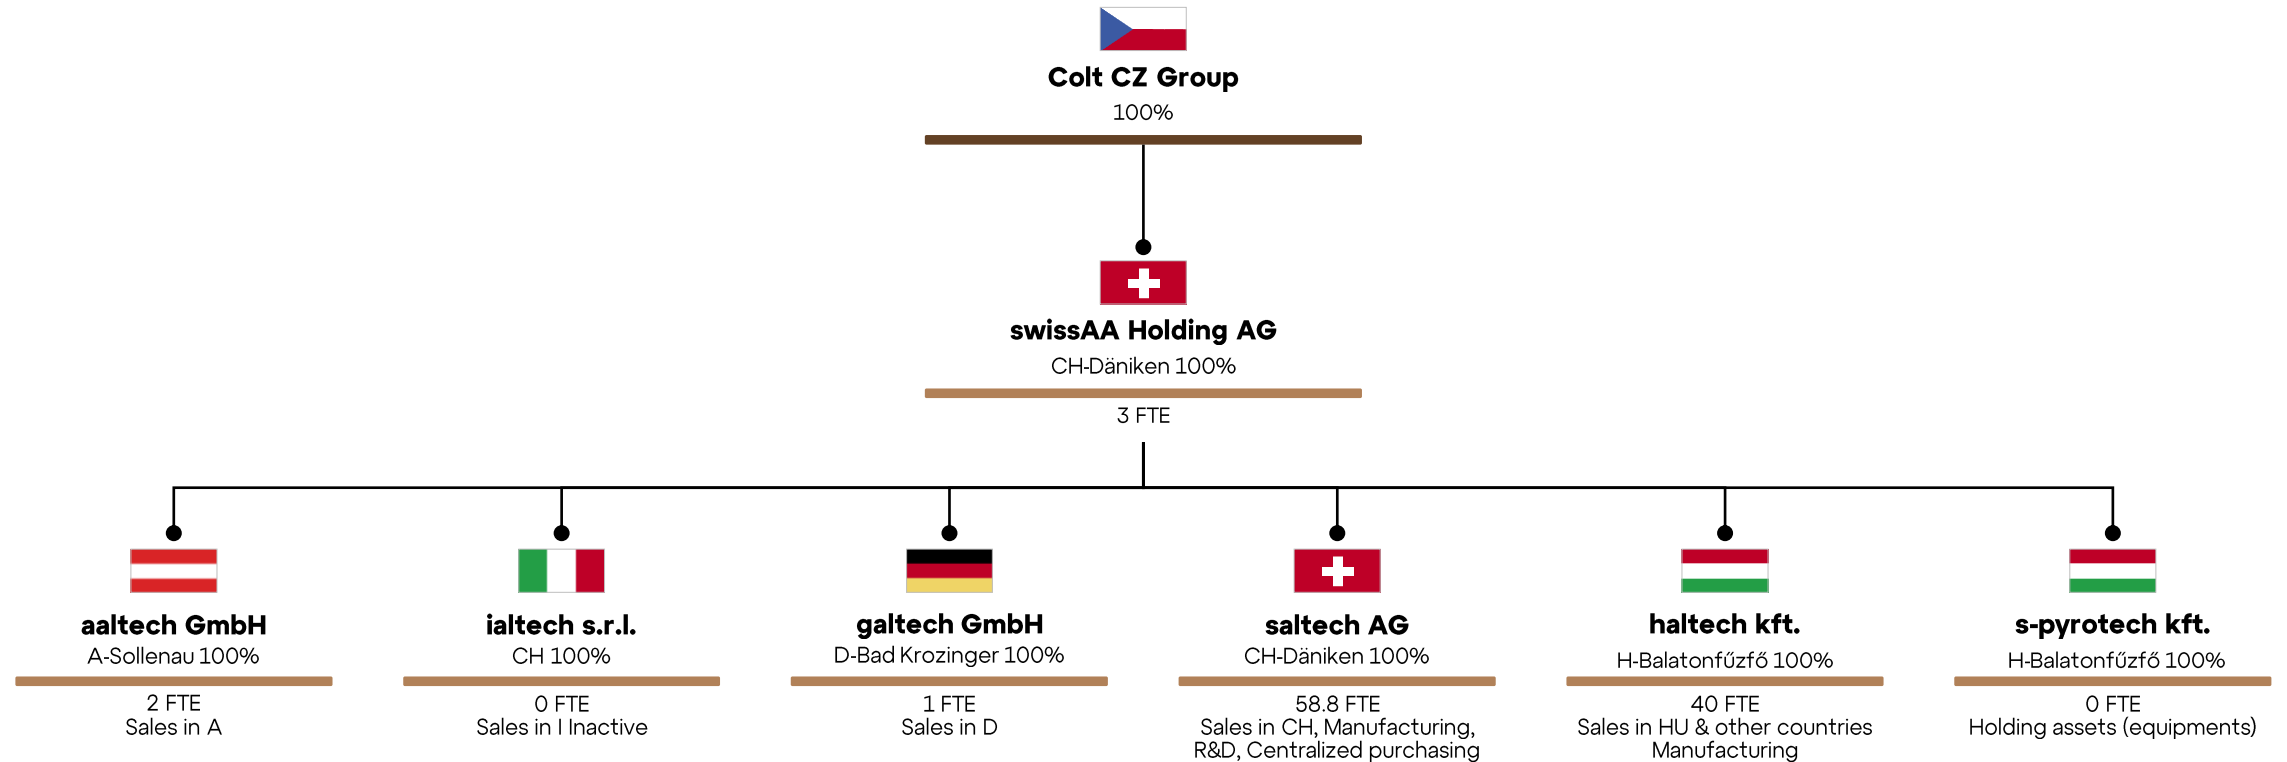 Colt CZ Group
100%
swissAA Holding AG
CH-Däniken 100%
3 FTE
aaltech GmbH
A-Sollenau 100%
2 FTE
Sales in A
ialtech s.r.l.
CH 100%
0 FTE
Sales in I Inactive
galtech GmbH
D-Bad Krozinger 100%
1 FTE
Sales in D
saltech AG
CH-Däniken 100%
58.8 FTE
Sales in CH, Manufacturing,
R&D, Centralized purchasing
haltech kft.
H-Balatonfűzfő 100%
40 FTE
Sales in HU & other countries
Manufacturing
s-pyrotech kft.
H-Balatonfűzfő 100%
0 FTE
Holding assets (equipments)